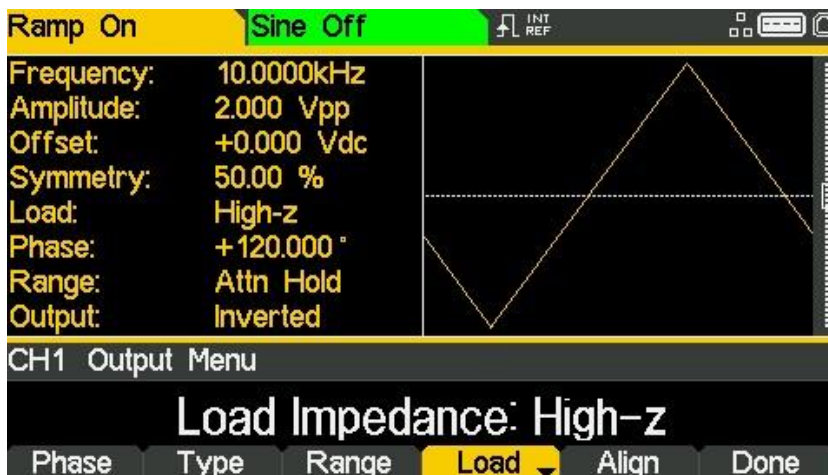 Ramp On Sine Off INT REF
Frequency: 10.0000kHz
Amplitude: 2.000 Vpp
Offset: +0.000 Vdc
Symmetry: 50.00 %
Load: High-z
Phase: +120.000 °
Range: Attn Hold
Output: Inverted
CH1 Output Menu
Load Impedance: High-z
Phase Type Range Load Align Done